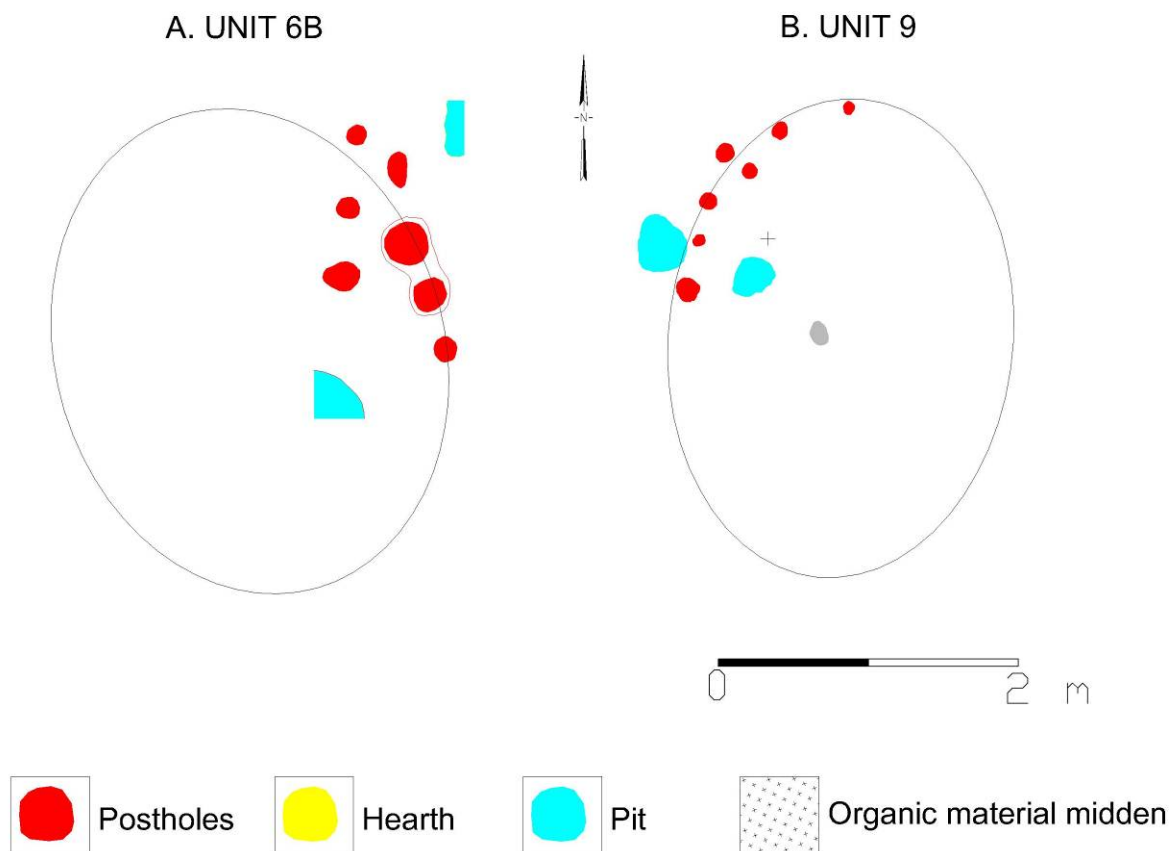 A. UNIT 6B
B. UNIT 9
-N-
0 2 m
Postholes
Hearth
Pit
Organic material midden